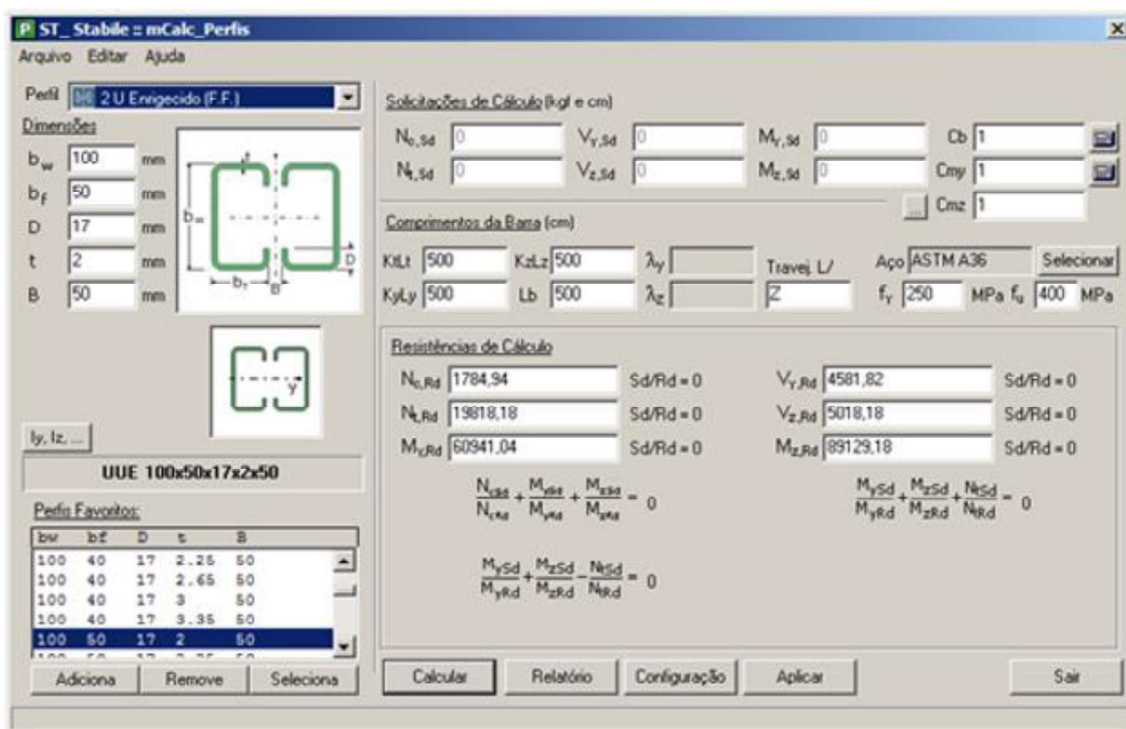 ST_ Stabile :: mCalc_Perfis
Arquivo Editar Ajuda
Perfil 2 U Enrigecido (F.F.)
Dimensões
bw 100 mm
bf 50 mm
D 17 mm
t 2 mm
B 50 mm
t
bw
D
bf B
y
Iy, Iz, ...
UUE 100x50x17x2x50
Perfis Favoritos:
bw bf D t B
100 40 17 2.25 50
100 40 17 2.65 50
100 40 17 3 50
100 40 17 3.35 50
100 50 17 2 50
Adiciona Remove Seleciona
Solicitações de Cálculo (kgf e cm)
Nc,Sd 0 Vy,Sd 0 My,Sd 0 Cb 1
Nt,Sd 0 Vz,Sd 0 Mz,Sd 0 Cmy 1
... Cmz 1
Comprimentos da Barra (cm)
KtLt 500 KzLz 500 λy Travej. L/ Aço ASTM A36 Selecionar
KyLy 500 Lb 500 λz Z fy 250 MPa fu 400 MPa
Resistências de Cálculo
Nc,Rd 1784,94 Sd/Rd = 0 Vy,Rd 4581,82 Sd/Rd = 0
Nt,Rd 19818,18 Sd/Rd = 0 Vz,Rd 5018,18 Sd/Rd = 0
My,Rd 60941,04 Sd/Rd = 0 Mz,Rd 89129,18 Sd/Rd = 0
NcSd/NcRd + MySd/MyRd + MzSd/MzRd = 0 MySd/MyRd + MzSd/MzRd + NtSd/NtRd = 0
MySd/MyRd + MzSd/MzRd - NtSd/NtRd = 0
Calcular Relatório Configuração Aplicar Sair